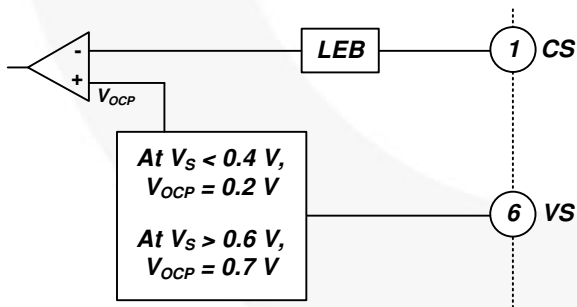 -
LEB
1
CS
+
V_OCP
At V_S < 0.4 V,
V_OCP = 0.2 V
At V_S > 0.6 V,
V_OCP = 0.7 V
6
VS